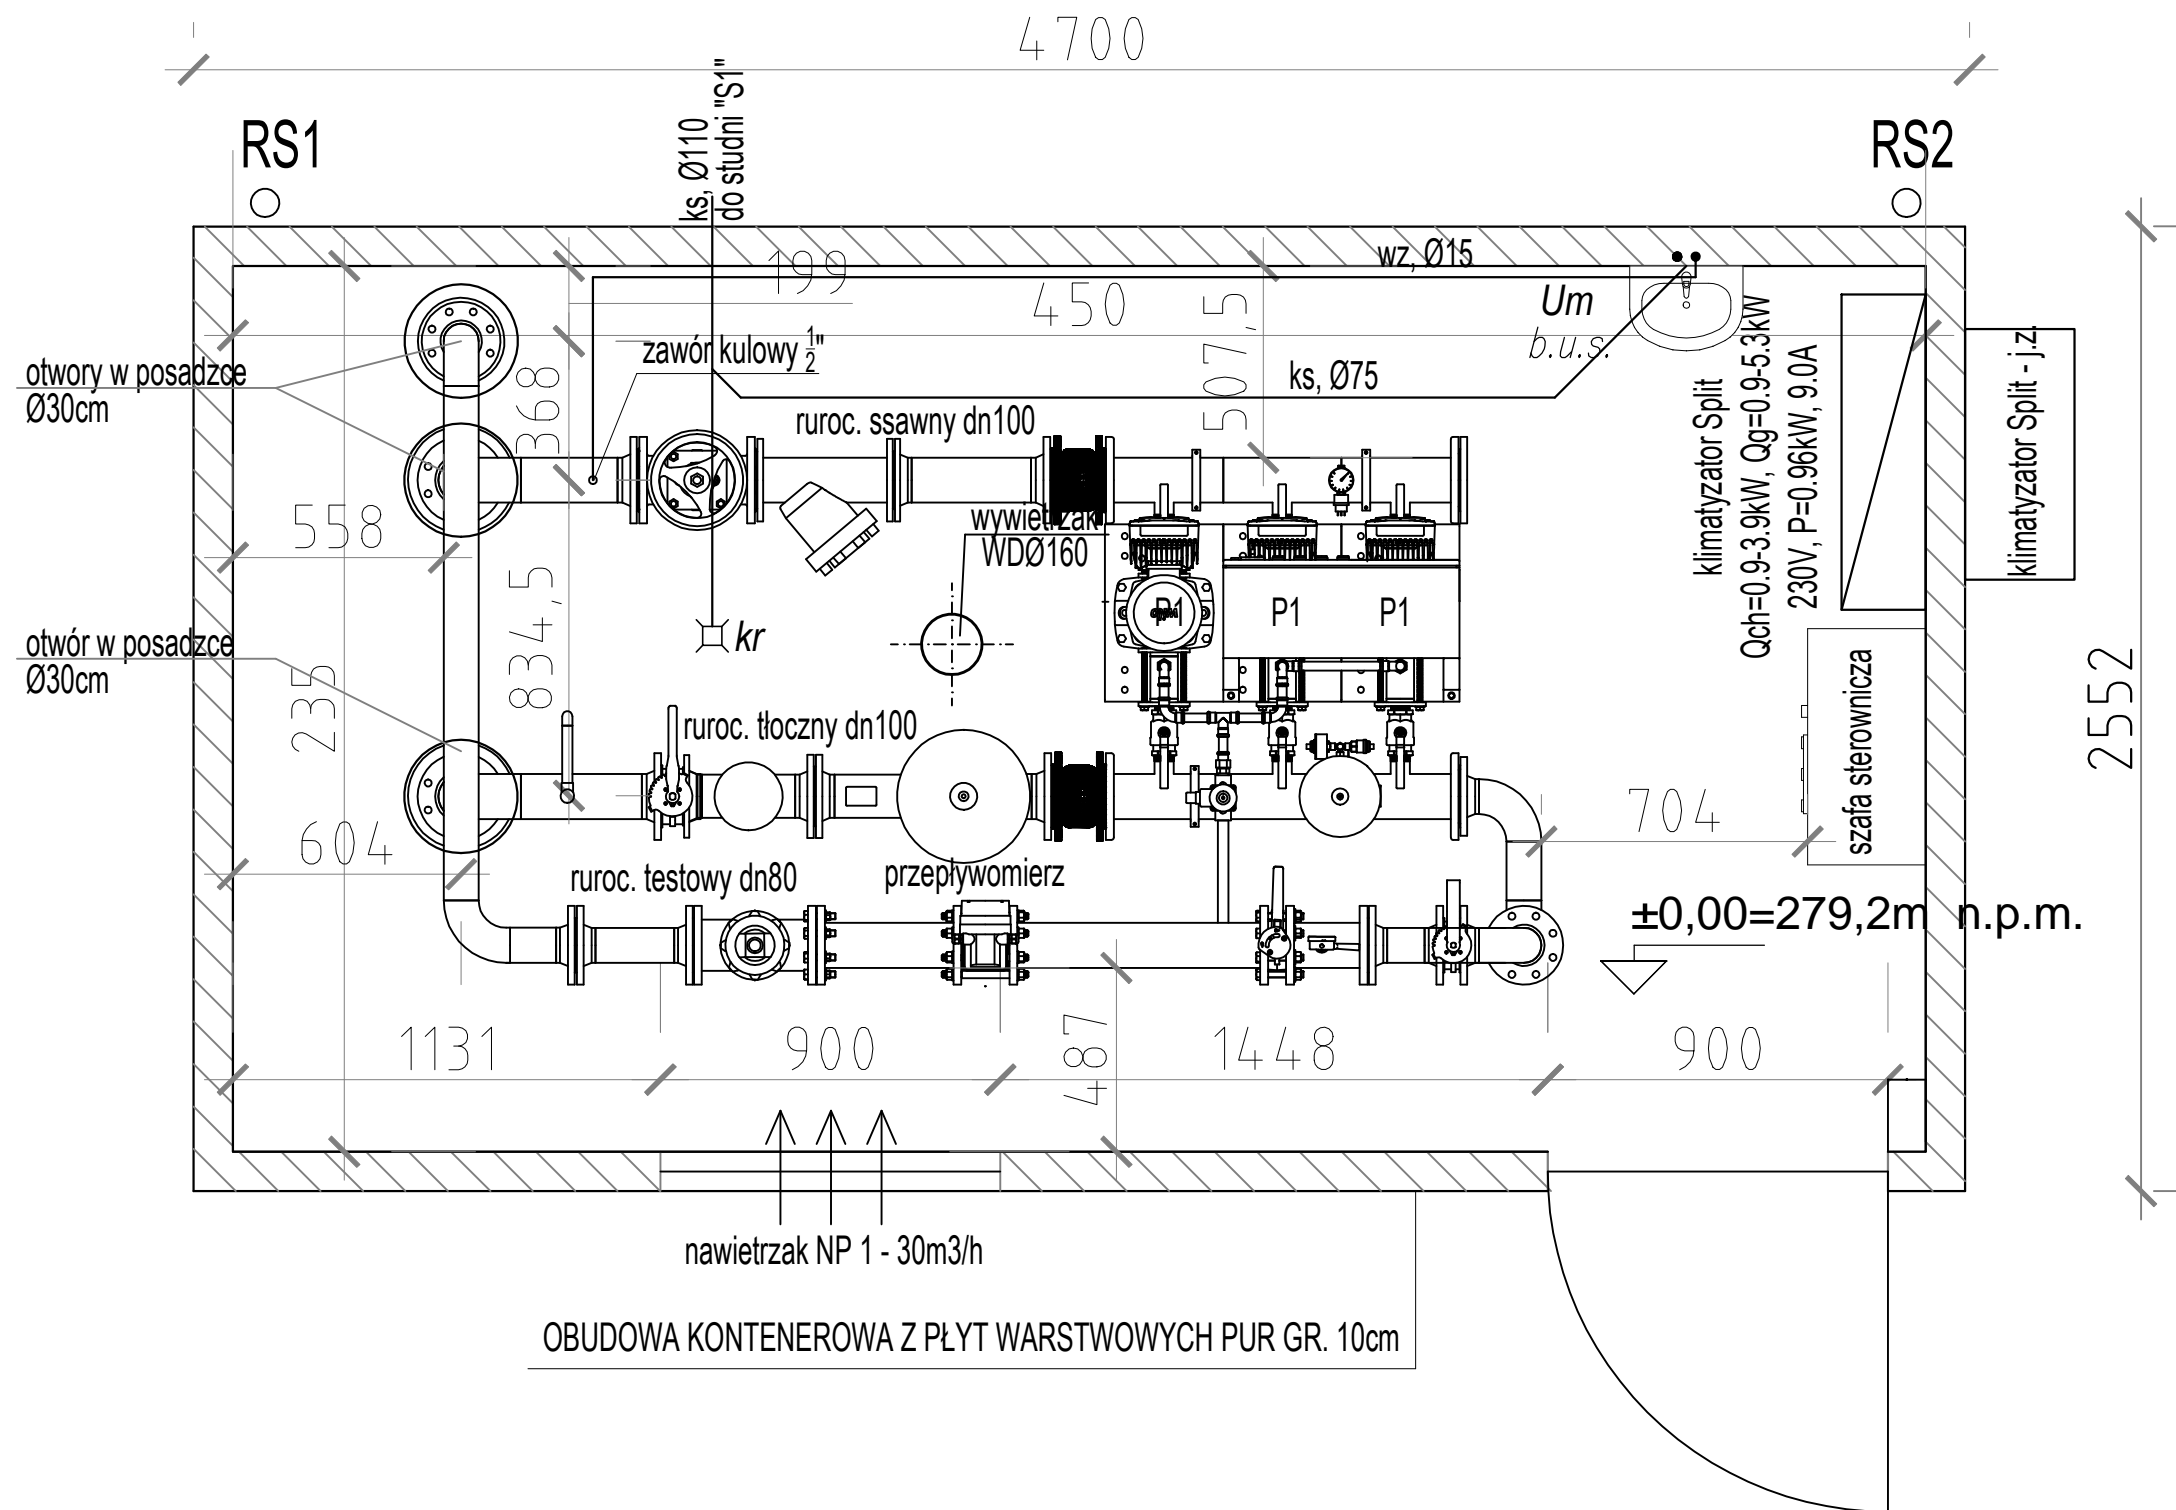 4700
RS1
ks, Ø110
do studni "S1"
RS2
199
wz, Ø15
450
507,5
Um
b.u.s.
zawór kulowy 1/2"
ks, Ø75
otwory w posadzce
Ø30cm
368
ruroc. ssawny dn100
klimatyzator Split
Qch=0.9-3.9kW, Qg=0.9-5.3kW
230V, P=0.96kW, 9.0A
klimatyzator Split - j.z.
558
wywietrzak
WDØ160
834,5
P1
P1
P1
kr
otwór w posadzce
Ø30cm
235
2552
ruroc. tłoczny dn100
szafa sterownicza
704
604
ruroc. testowy dn80
przepływomierz
±0,00=279,2m n.p.m.
1131
900
487
1448
900
nawietrzak NP 1 - 30m3/h
OBUDOWA KONTENEROWA Z PŁYT WARSTWOWYCH PUR GR. 10cm